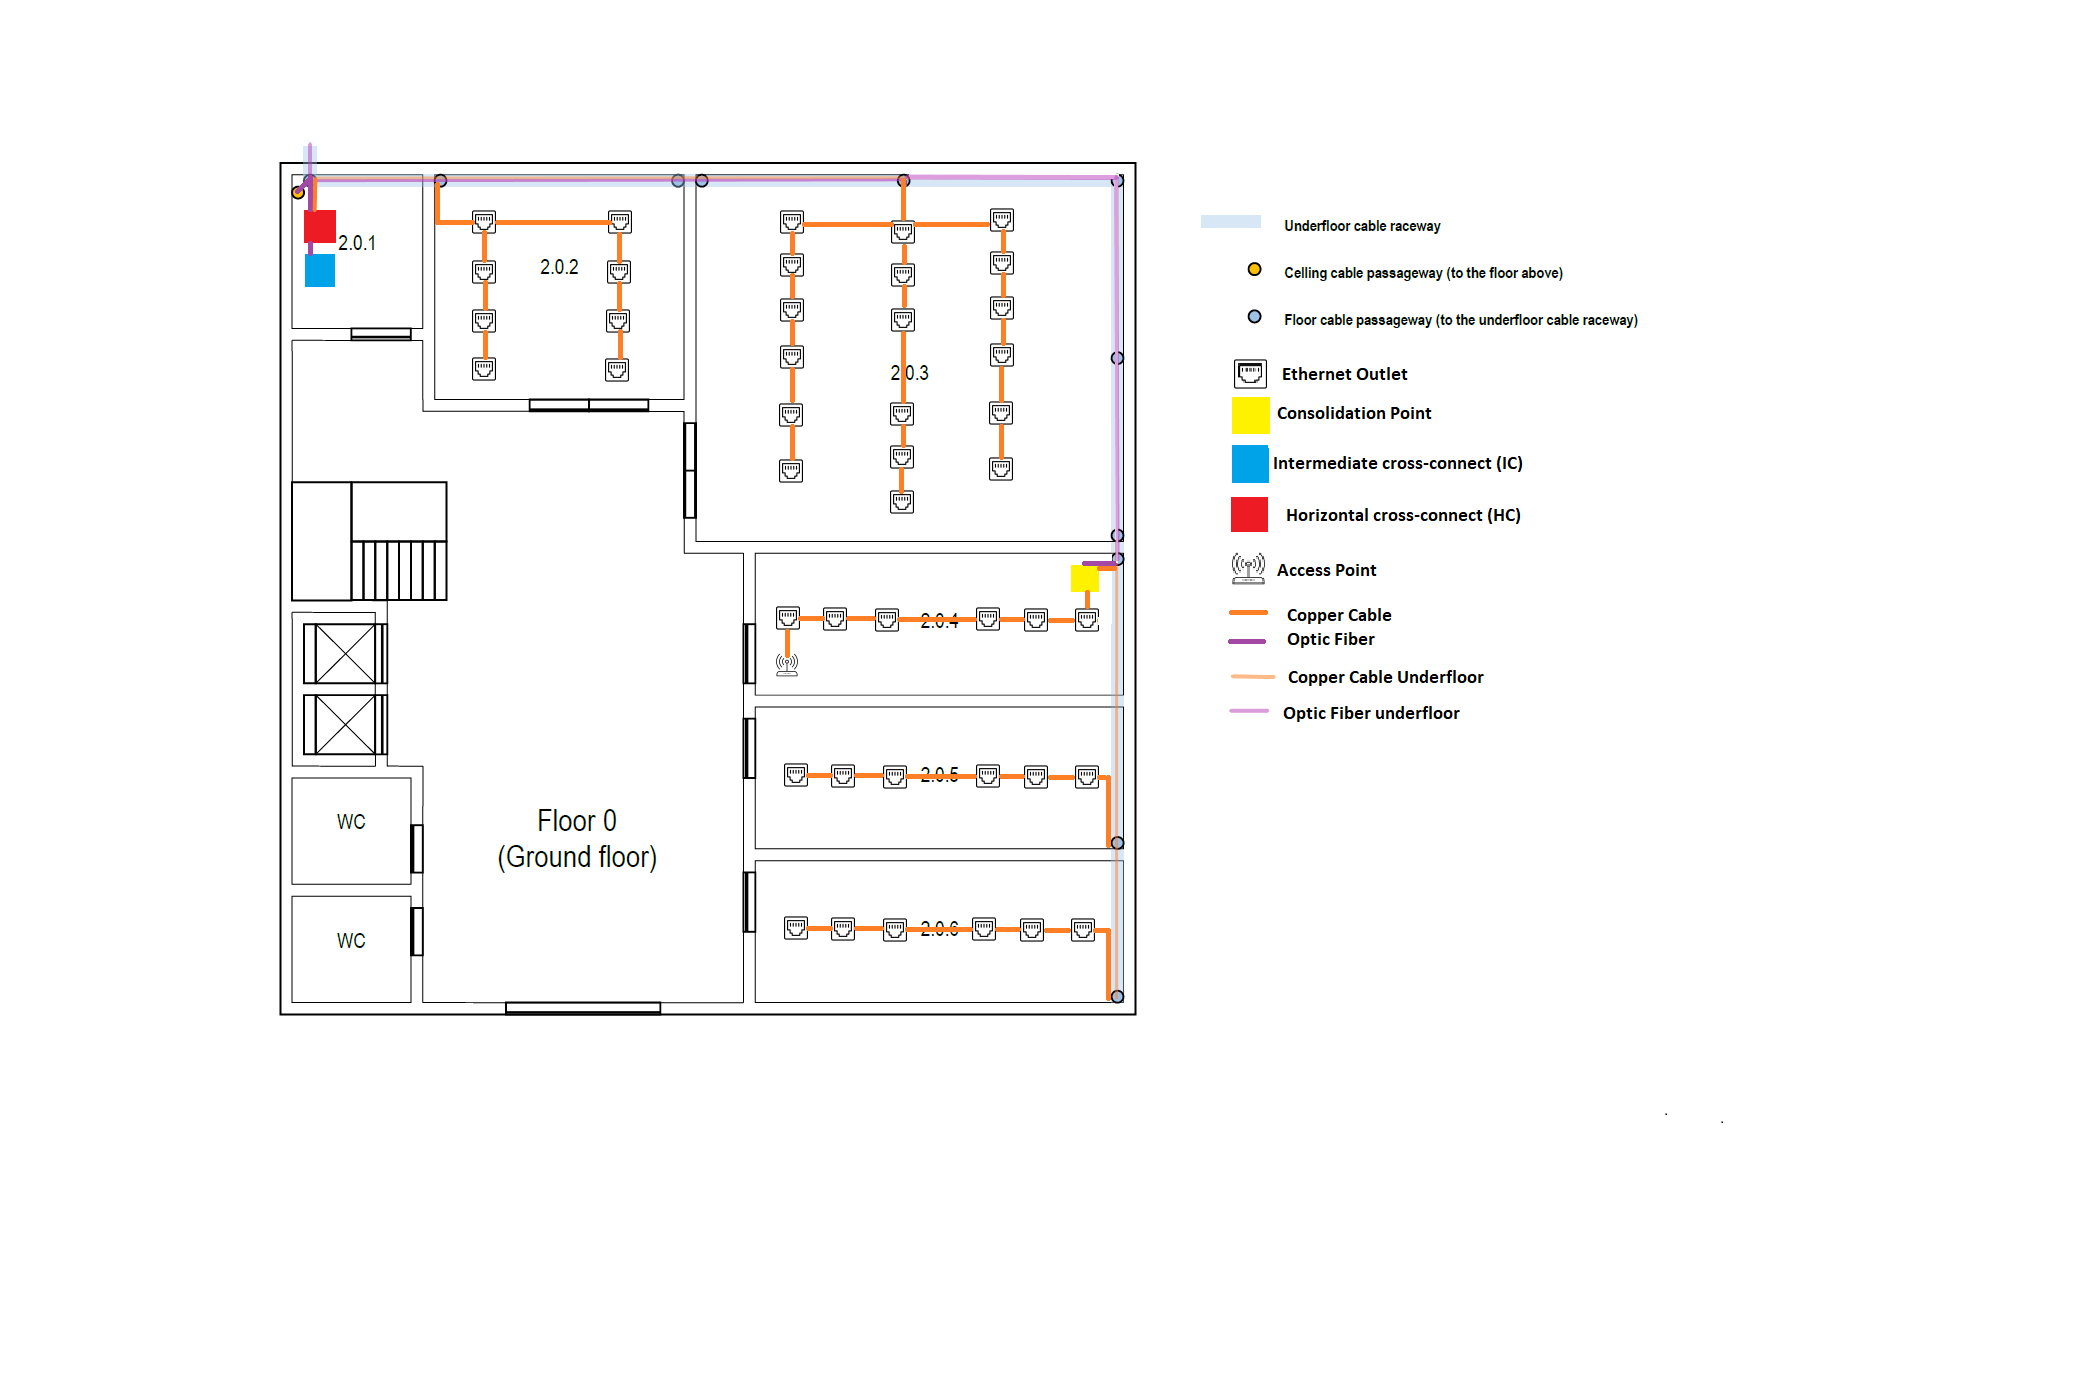 2.0.1
2.0.2
2.0.3
2.0.4
2.0.5
2.0.6
WC
WC
Floor 0
(Ground floor)
Underfloor cable raceway
Celling cable passageway (to the floor above)
Floor cable passageway (to the underfloor cable raceway)
Ethernet Outlet
Consolidation Point
Intermediate cross-connect (IC)
Horizontal cross-connect (HC)
Access Point
Copper Cable
Optic Fiber
Copper Cable Underfloor
Optic Fiber underfloor